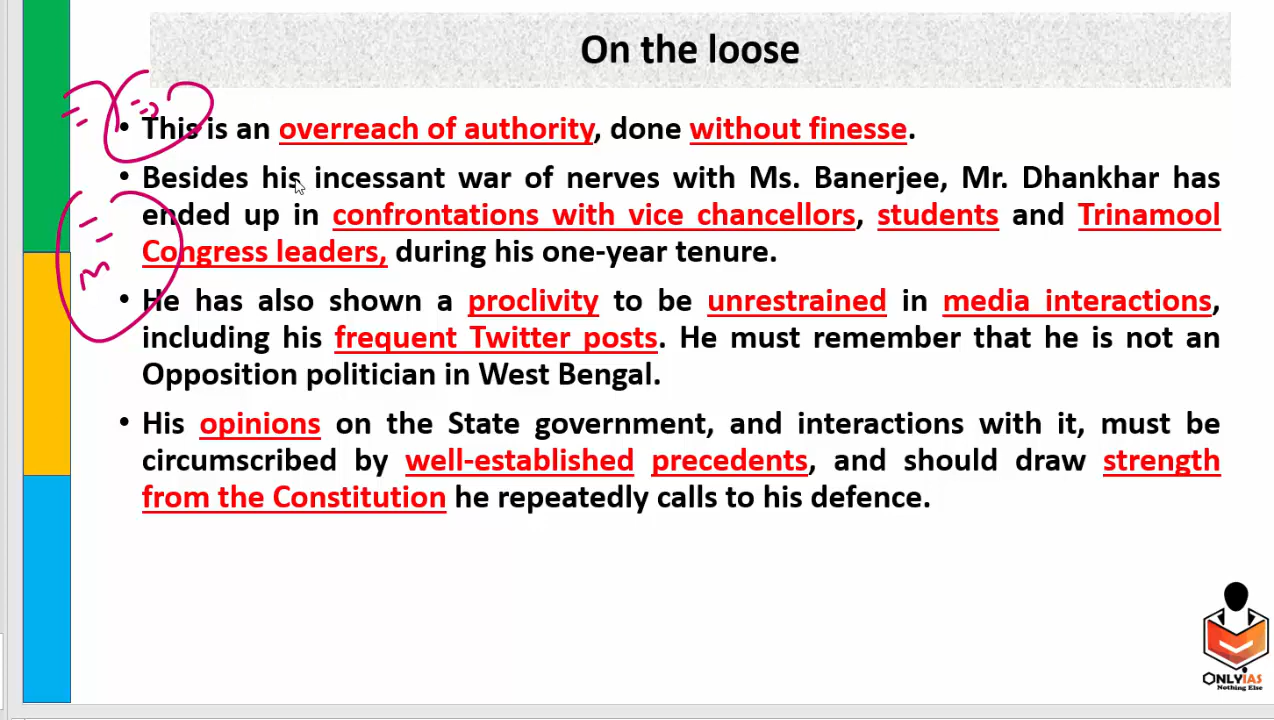 On the loose
• This is an overreach of authority, done without finesse.
• Besides his incessant war of nerves with Ms. Banerjee, Mr. Dhankhar has
ended up in confrontations with vice chancellors, students and Trinamool
Congress leaders, during his one-year tenure.
• He has also shown a proclivity to be unrestrained in media interactions,
including his frequent Twitter posts. He must remember that he is not an
Opposition politician in West Bengal.
• His opinions on the State government, and interactions with it, must be
circumscribed by well-established precedents, and should draw strength
from the Constitution he repeatedly calls to his defence.
ONLYIAS
Nothing Else